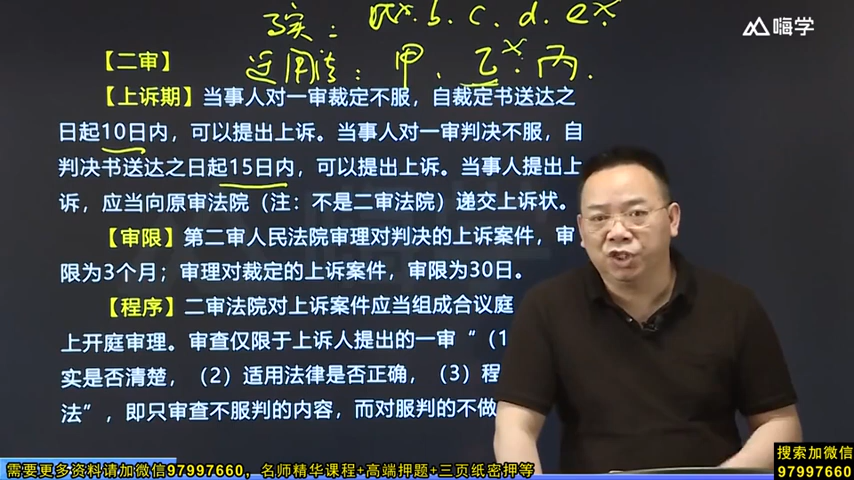 事实：a×. b. c. d. e×.
嗨学
适用法：甲、乙×. 丙.
【二审】
【上诉期】当事人对一审裁定不服，自裁定书送达之
日起10日内，可以提出上诉。当事人对一审判决不服，自
判决书送达之日起15日内，可以提出上诉。当事人提出上
诉，应当向原审法院（注：不是二审法院）递交上诉状。
【审限】第二审人民法院审理对判决的上诉案件，审
限为3个月；审理对裁定的上诉案件，审限为30日。
【程序】二审法院对上诉案件应当组成合议庭
上开庭审理。审查仅限于上诉人提出的一审“（1
实是否清楚，（2）适用法律是否正确，（3）程
法”，即只审查不服判的内容，而对服判的不做
需要更多资料请加微信97997660，名师精华课程+高端押题+三页纸密押等
搜索加微信
97997660